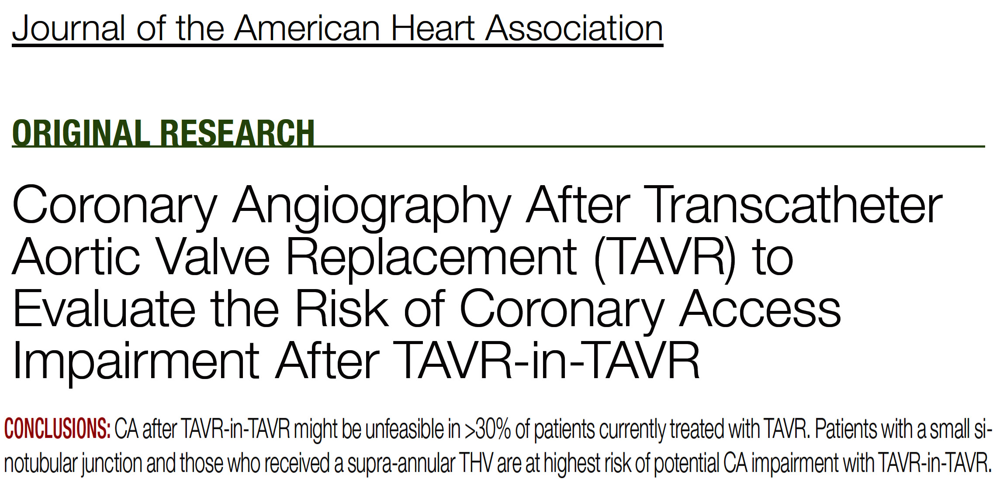 Journal of the American Heart Association
ORIGINAL RESEARCH
Coronary Angiography After Transcatheter
Aortic Valve Replacement (TAVR) to
Evaluate the Risk of Coronary Access
Impairment After TAVR-in-TAVR
CONCLUSIONS: CA after TAVR-in-TAVR might be unfeasible in >30% of patients currently treated with TAVR. Patients with a small si-
notubular junction and those who received a supra-annular THV are at highest risk of potential CA impairment with TAVR-in-TAVR.